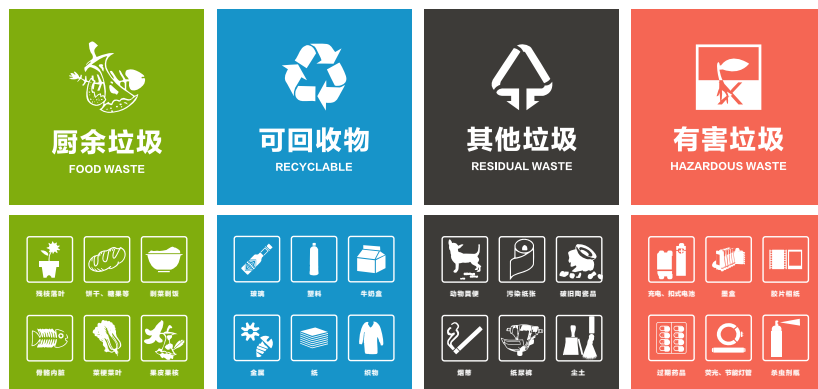 厨余垃圾
FOOD WASTE
可回收物
RECYCLABLE
其他垃圾
RESIDUAL WASTE
有害垃圾
HAZARDOUS WASTE
残枝落叶
饼干、糖果等
剩菜剩饭
骨骼内脏
菜梗菜叶
果皮果核
玻璃
塑料
牛奶盒
金属
纸
织物
动物粪便
污染纸张
破旧陶瓷品
烟蒂
纸尿裤
尘土
充电、扣式电池
墨盒
胶片相纸
过期药品
荧光、节能灯管
杀虫剂瓶